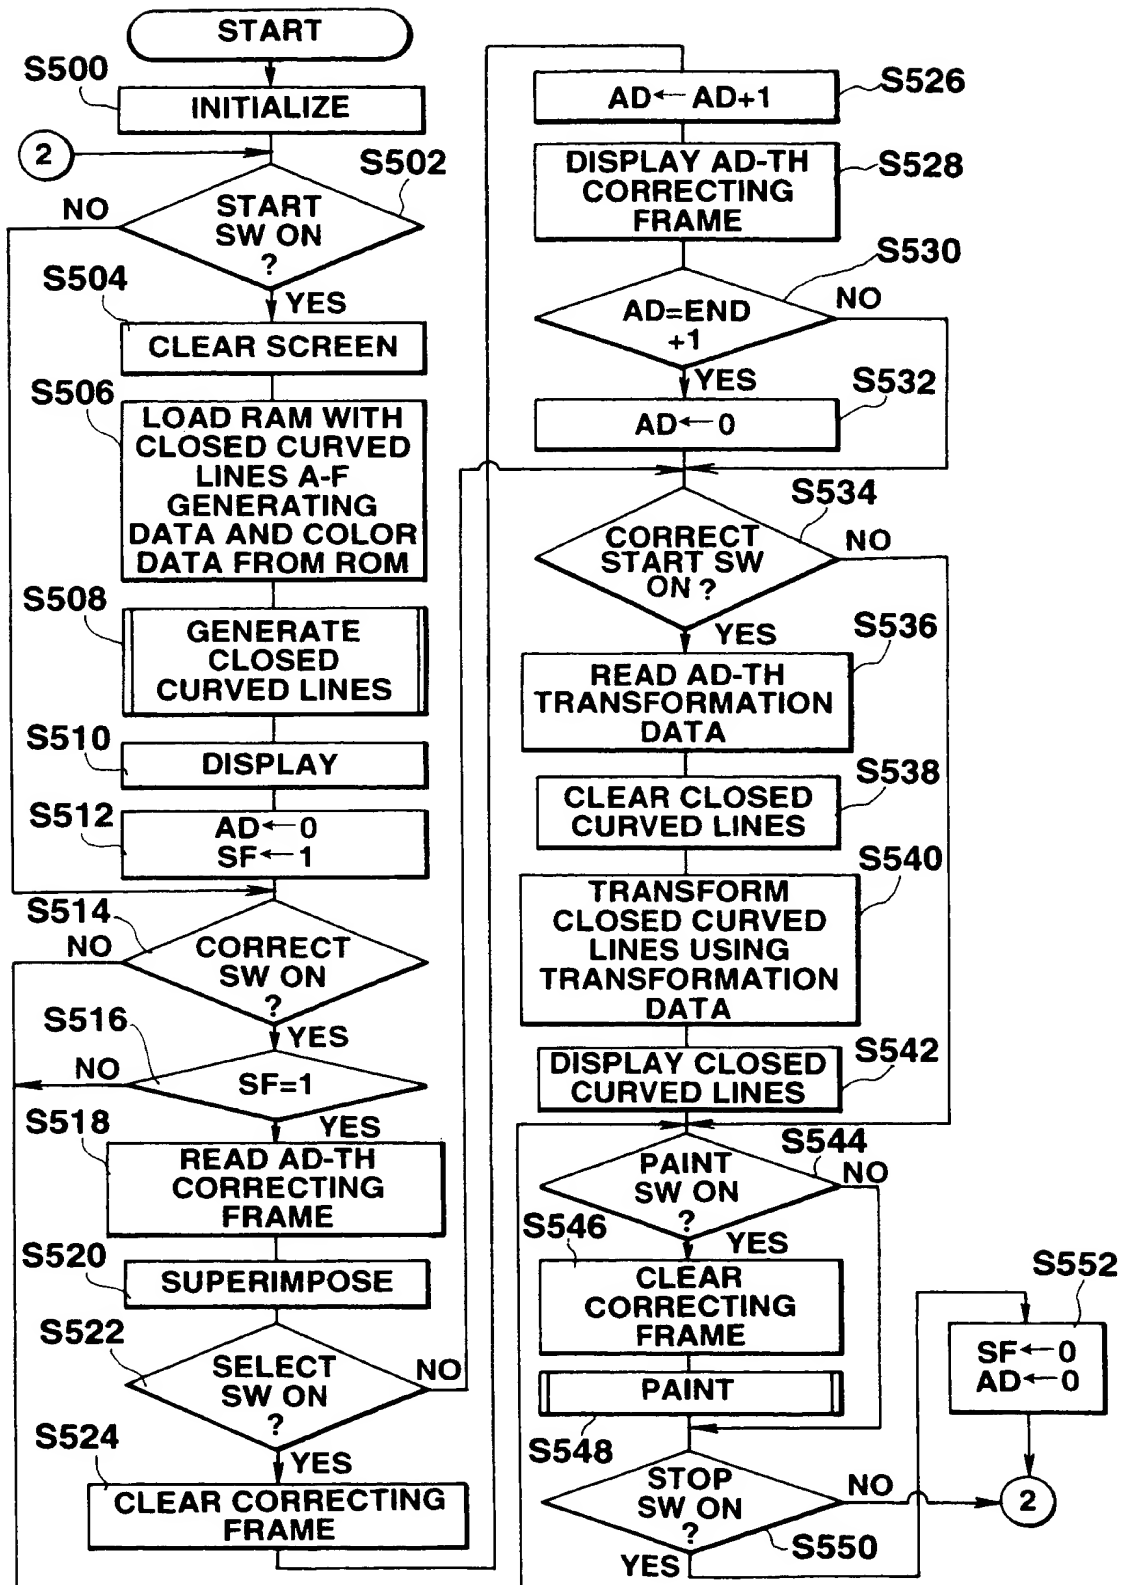 START
S500
INITIALIZE
2
S502
START
SW ON
?
NO
YES
S504
CLEAR SCREEN
S506
LOAD RAM WITH
CLOSED CURVED
LINES A-F
GENERATING
DATA AND COLOR
DATA FROM ROM
S508
GENERATE
CLOSED
CURVED LINES
S510
DISPLAY
S512
AD←0
SF←1
S514
CORRECT
SW ON
?
NO
YES
S516
SF=1
NO
YES
S518
READ AD-TH
CORRECTING
FRAME
S520
SUPERIMPOSE
S522
SELECT
SW ON
?
NO
YES
S524
CLEAR CORRECTING
FRAME
S526
AD←AD+1
S528
DISPLAY AD-TH
CORRECTING
FRAME
S530
AD=END
+1
NO
YES
S532
AD←0
S534
CORRECT
START SW
ON ?
NO
YES
S536
READ AD-TH
TRANSFORMATION
DATA
S538
CLEAR CLOSED
CURVED LINES
S540
TRANSFORM
CLOSED CURVED
LINES USING
TRANSFORMATION
DATA
S542
DISPLAY CLOSED
CURVED LINES
S544
PAINT
SW ON
?
NO
YES
S546
CLEAR
CORRECTING
FRAME
PAINT
S548
STOP
SW ON
?
NO
YES
S550
S552
SF←0
AD←0
2